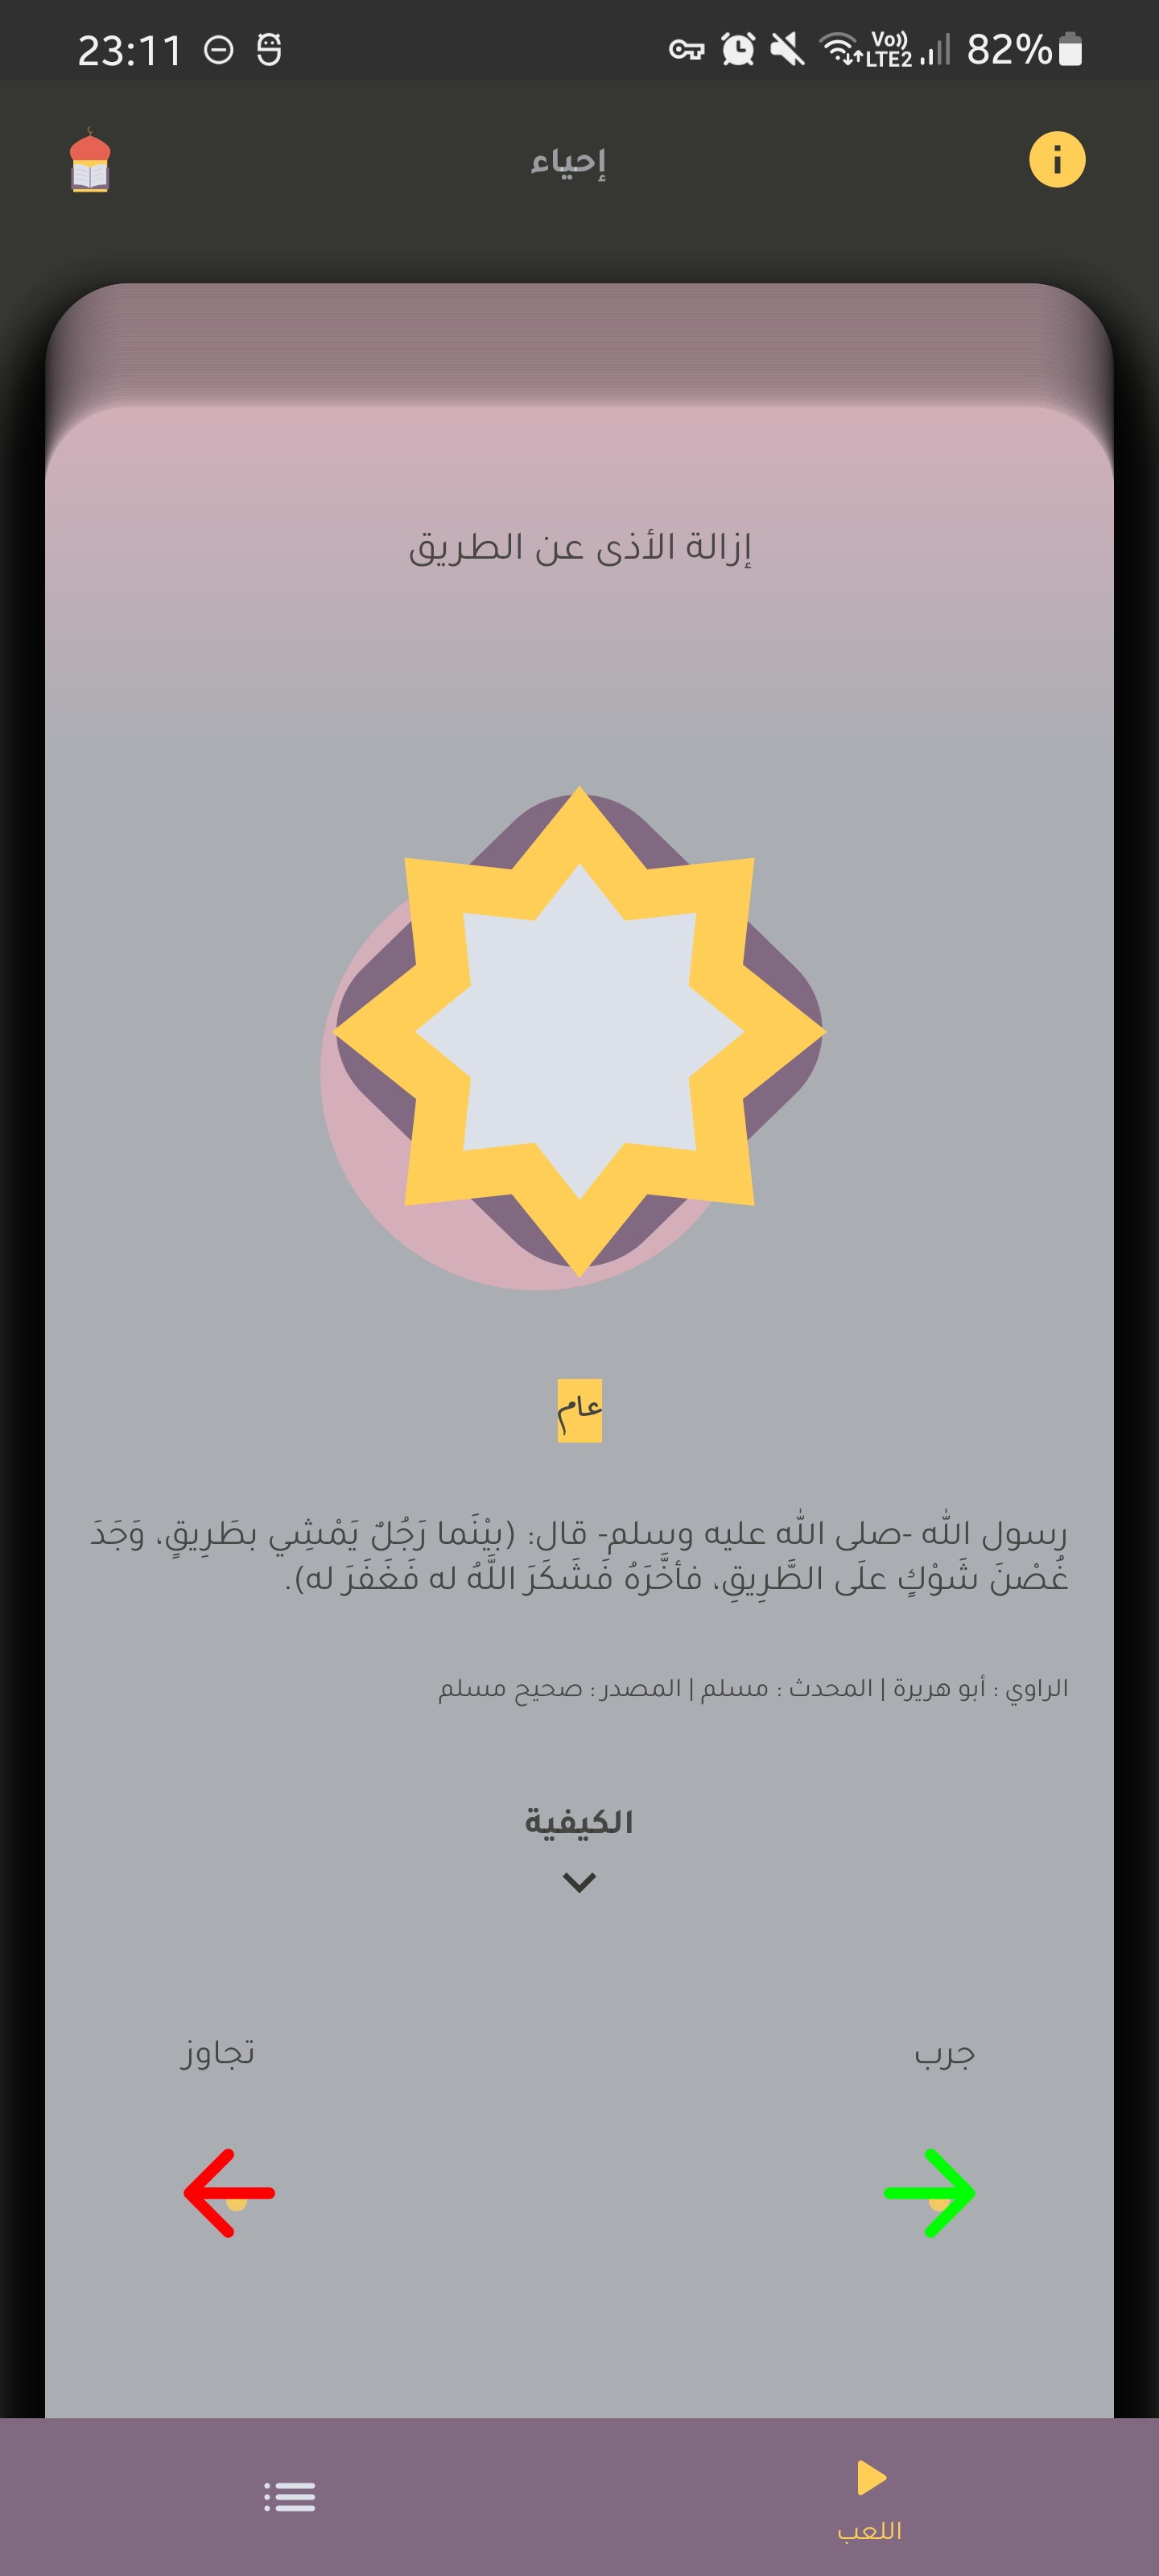 23:11
Vo)) LTE2 82%
إحياء
إزالة الأذى عن الطريق
عام
رسول الله -صلى الله عليه وسلم- قال: (بيْنَما رَجُلٌ يَمْشِي بطَرِيقٍ، وَجَدَ
غُصْنَ شَوْكٍ علَى الطَّرِيقِ، فأخَّرَهُ فَشَكَرَ اللَّهُ له فَغَفَرَ له).
الراوي : أبو هريرة | المحدث : مسلم | المصدر : صحيح مسلم
الكيفية
جرب
تجاوز
اللعب